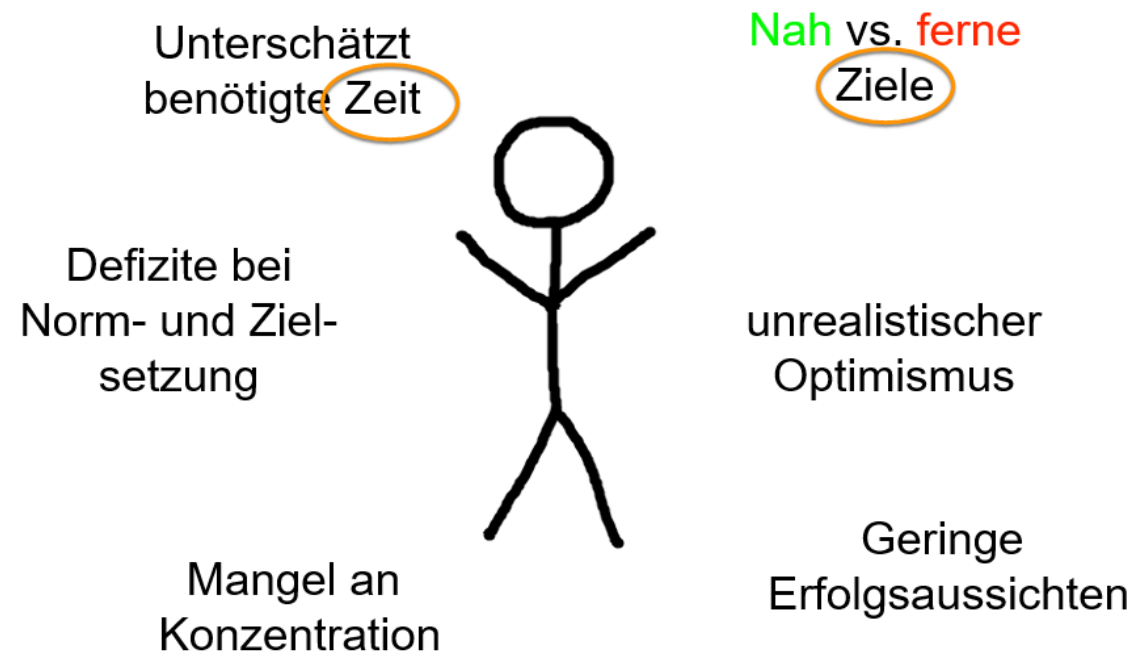 Unterschätzt
benötigte Zeit
Nah vs. ferne
Ziele
Defizite bei
Norm- und Ziel-
setzung
unrealistischer
Optimismus
Mangel an
Konzentration
Geringe
Erfolgsaussichten